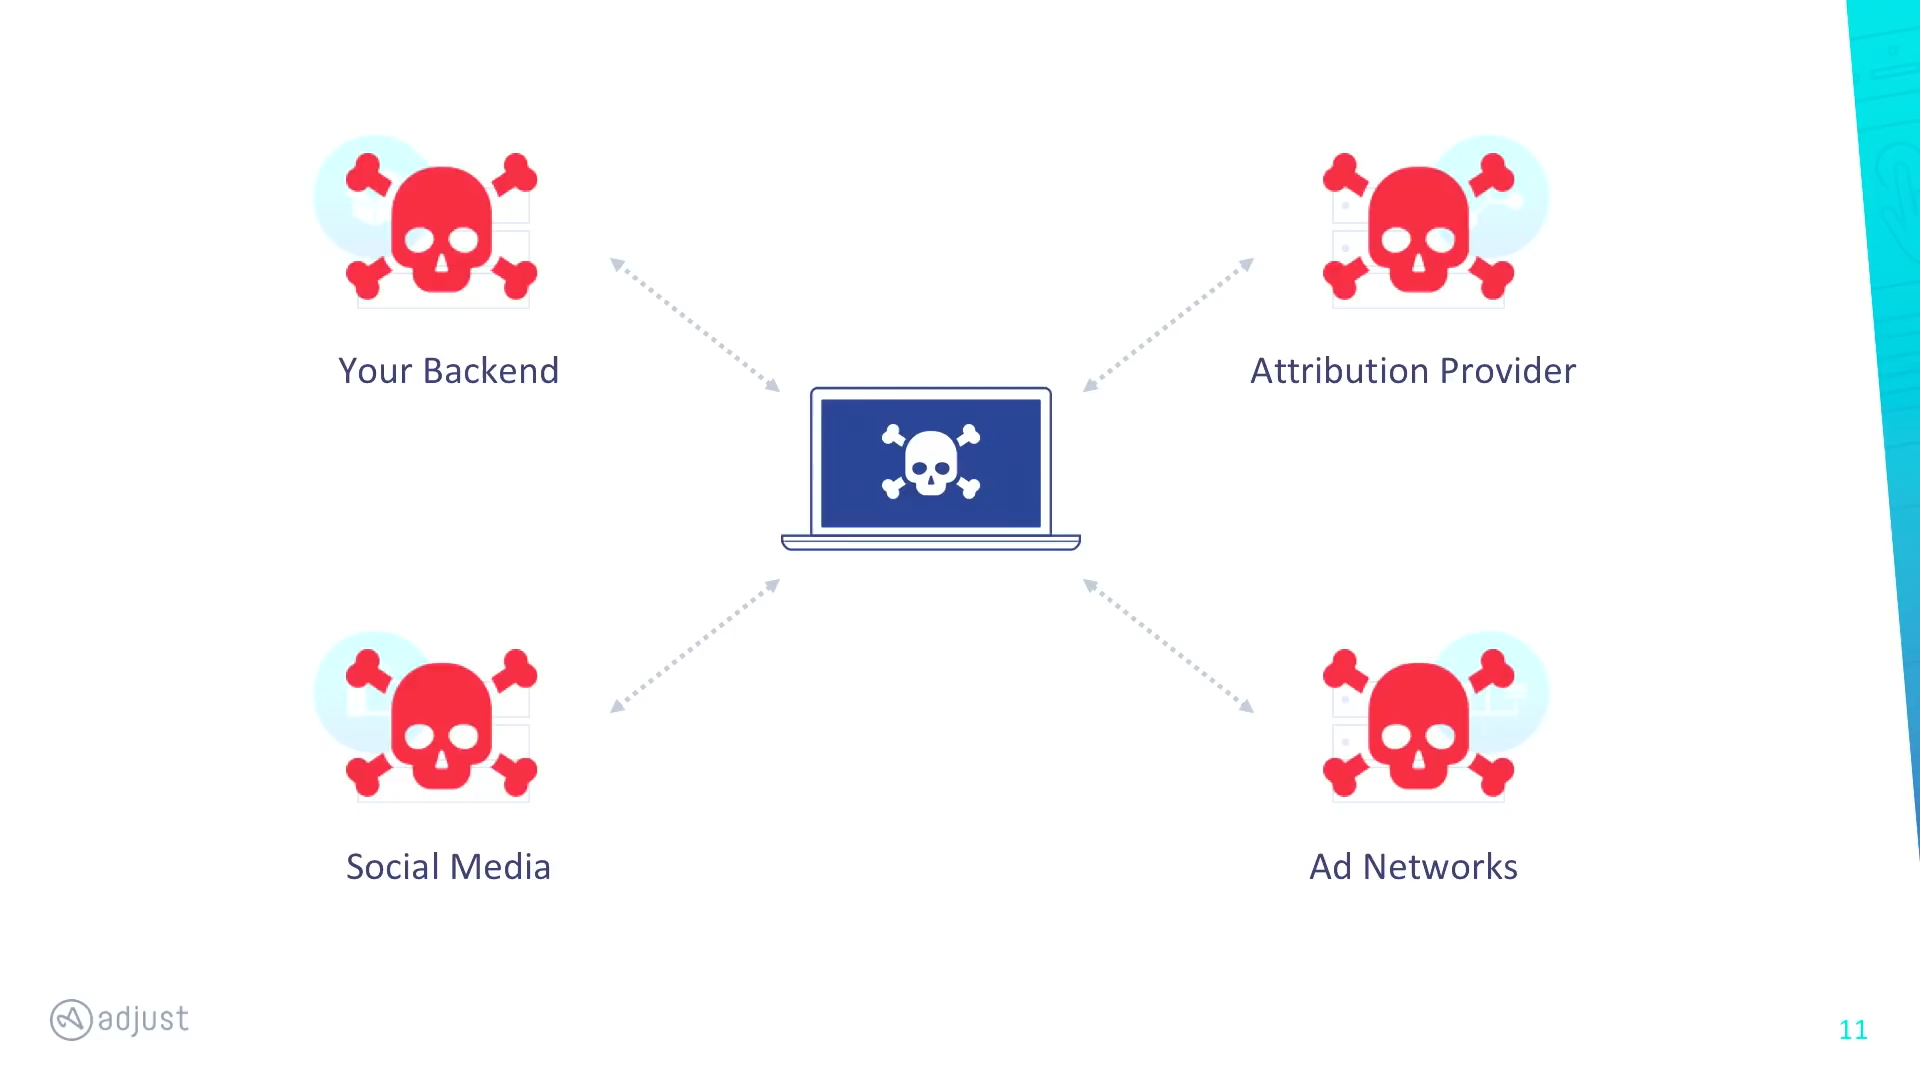 Your Backend
Attribution Provider
Social Media
Ad Networks
adjust
11